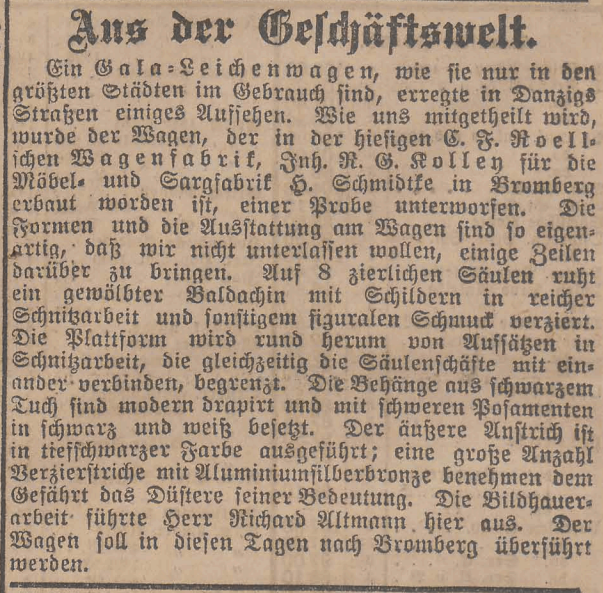 Aus der Geschäftswelt.
Ein Gala-Leichenwagen, wie sie nur in den
größten Städten im Gebrauch sind, erregte in Danzigs
Straßen einiges Aufsehen. Wie uns mitgetheilt wird,
wurde der Wagen, der in der hiesigen C. F. Roell-
schen Wagenfabrik, Inh. R. G. Kolley für die
Möbel- und Sargfabrik H. Schmidtke in Bromberg
erbaut worden ist, einer Probe unterworfen. Die
Formen und die Ausstattung am Wagen sind so eigen-
artig, daß wir nicht unterlassen wollen, einige Zeilen
darüber zu bringen. Auf 8 zierlichen Säulen ruht
ein gewölbter Baldachin mit Schildern in reicher
Schnitzarbeit und sonstigem figuralen Schmuck verziert.
Die Plattform wird rund herum von Aufsätzen in
Schnitzarbeit, die gleichzeitig die Säulenschäfte mit ein-
ander verbinden, begrenzt. Die Behänge aus schwarzem
Tuch sind modern drapirt und mit schweren Posamenten
in schwarz und weiß besetzt. Der äußere Anstrich ist
in tiefschwarzer Farbe ausgeführt; eine große Anzahl
Verzierstriche mit Aluminiumsilberbronze benehmen dem
Gefährt das Düstere seiner Bedeutung. Die Bildhauer-
arbeit führte Herr Richard Altmann hier aus. Der
Wagen soll in diesen Tagen nach Bromberg überführt
werden.